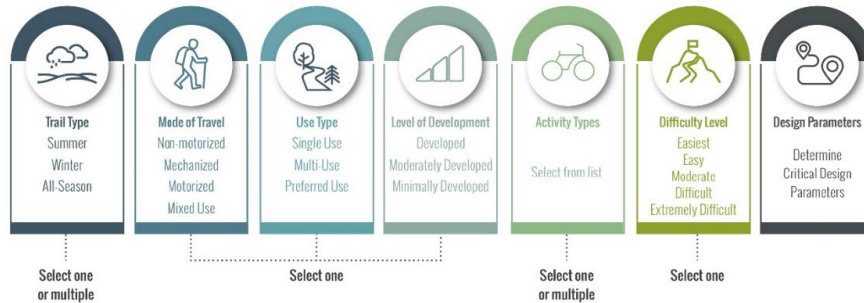 Trail Type
Summer
Winter
All-Season
Mode of Travel
Non-motorized
Mechanized
Motorized
Mixed Use
Use Type
Single Use
Multi-Use
Preferred Use
Level of Development
Developed
Moderately Developed
Minimally Developed
Activity Types
Select from list
Difficulty Level
Easiest
Easy
Moderate
Difficult
Extremely Difficult
Design Parameters
Determine
Critical Design
Parameters
Select one
or multiple
Select one
Select one
or multiple
Select one